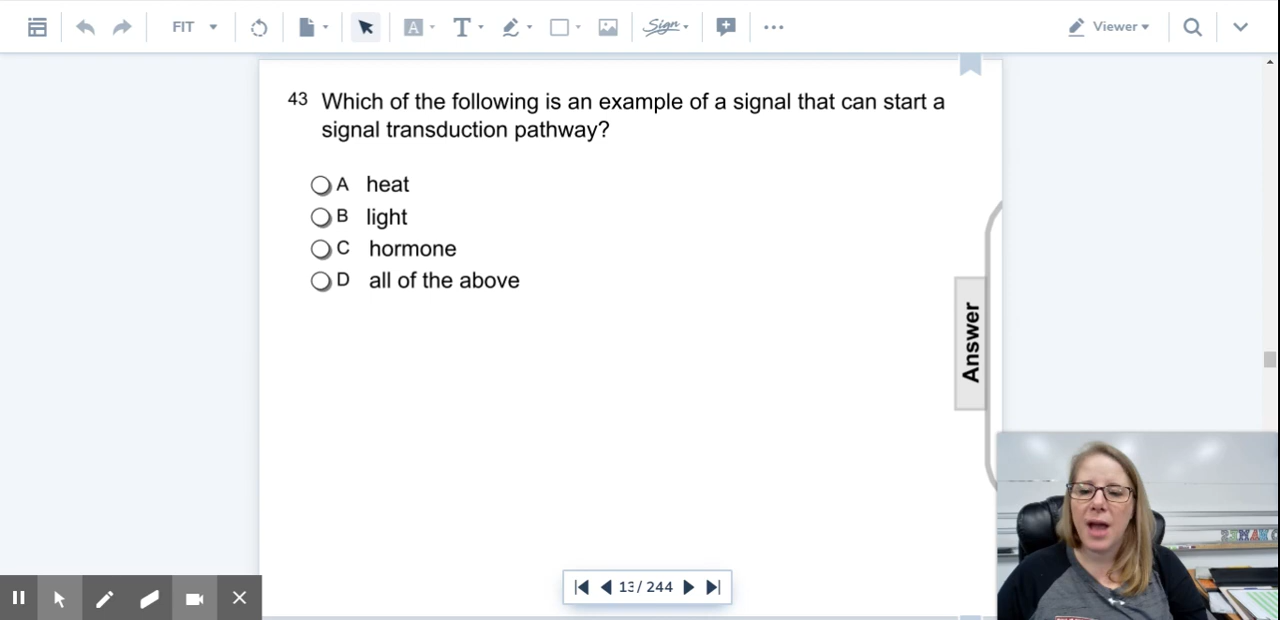 FIT
A
T
Sign
Viewer
43 Which of the following is an example of a signal that can start a
signal transduction pathway?
A heat
B light
C hormone
D all of the above
Answer
/ 244